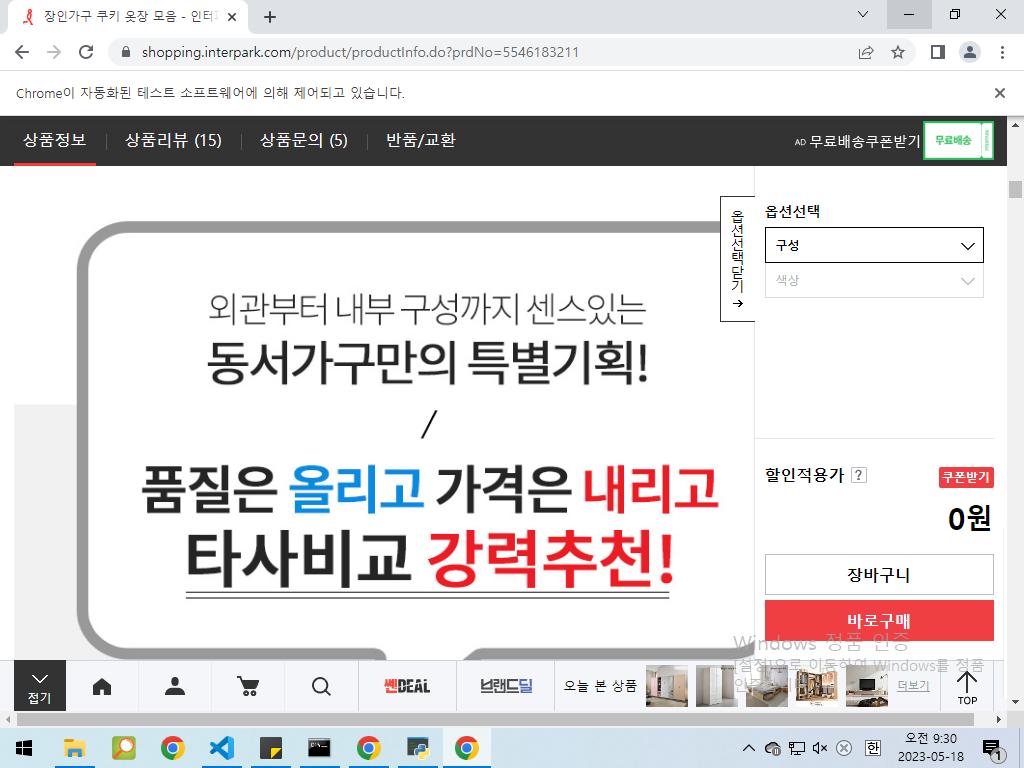 장인가구 쿠키 옷장 모음 - 인터
shopping.interpark.com/product/productInfo.do?prdNo=5546183211
Chrome이 자동화된 테스트 소프트웨어에 의해 제어되고 있습니다.
상품정보 상품리뷰 (15) 상품문의 (5) 반품/교환 AD 무료배송쿠폰받기 무료배송
옵션선택닫기
옵션선택
구성
색상
외관부터 내부 구성까지 센스있는
동서가구만의 특별기획!
/
품질은 올리고 가격은 내리고
타사비교 강력추천!
할인적용가 ? 쿠폰받기
0원
장바구니
바로구매
Windows 정품 인증
[설정]으로 이동하여 Windows를 정품
인증
접기 쎈DEAL 브랜드딜 오늘 본 상품 더보기 TOP
한 오전 9:30
2023-05-18
1